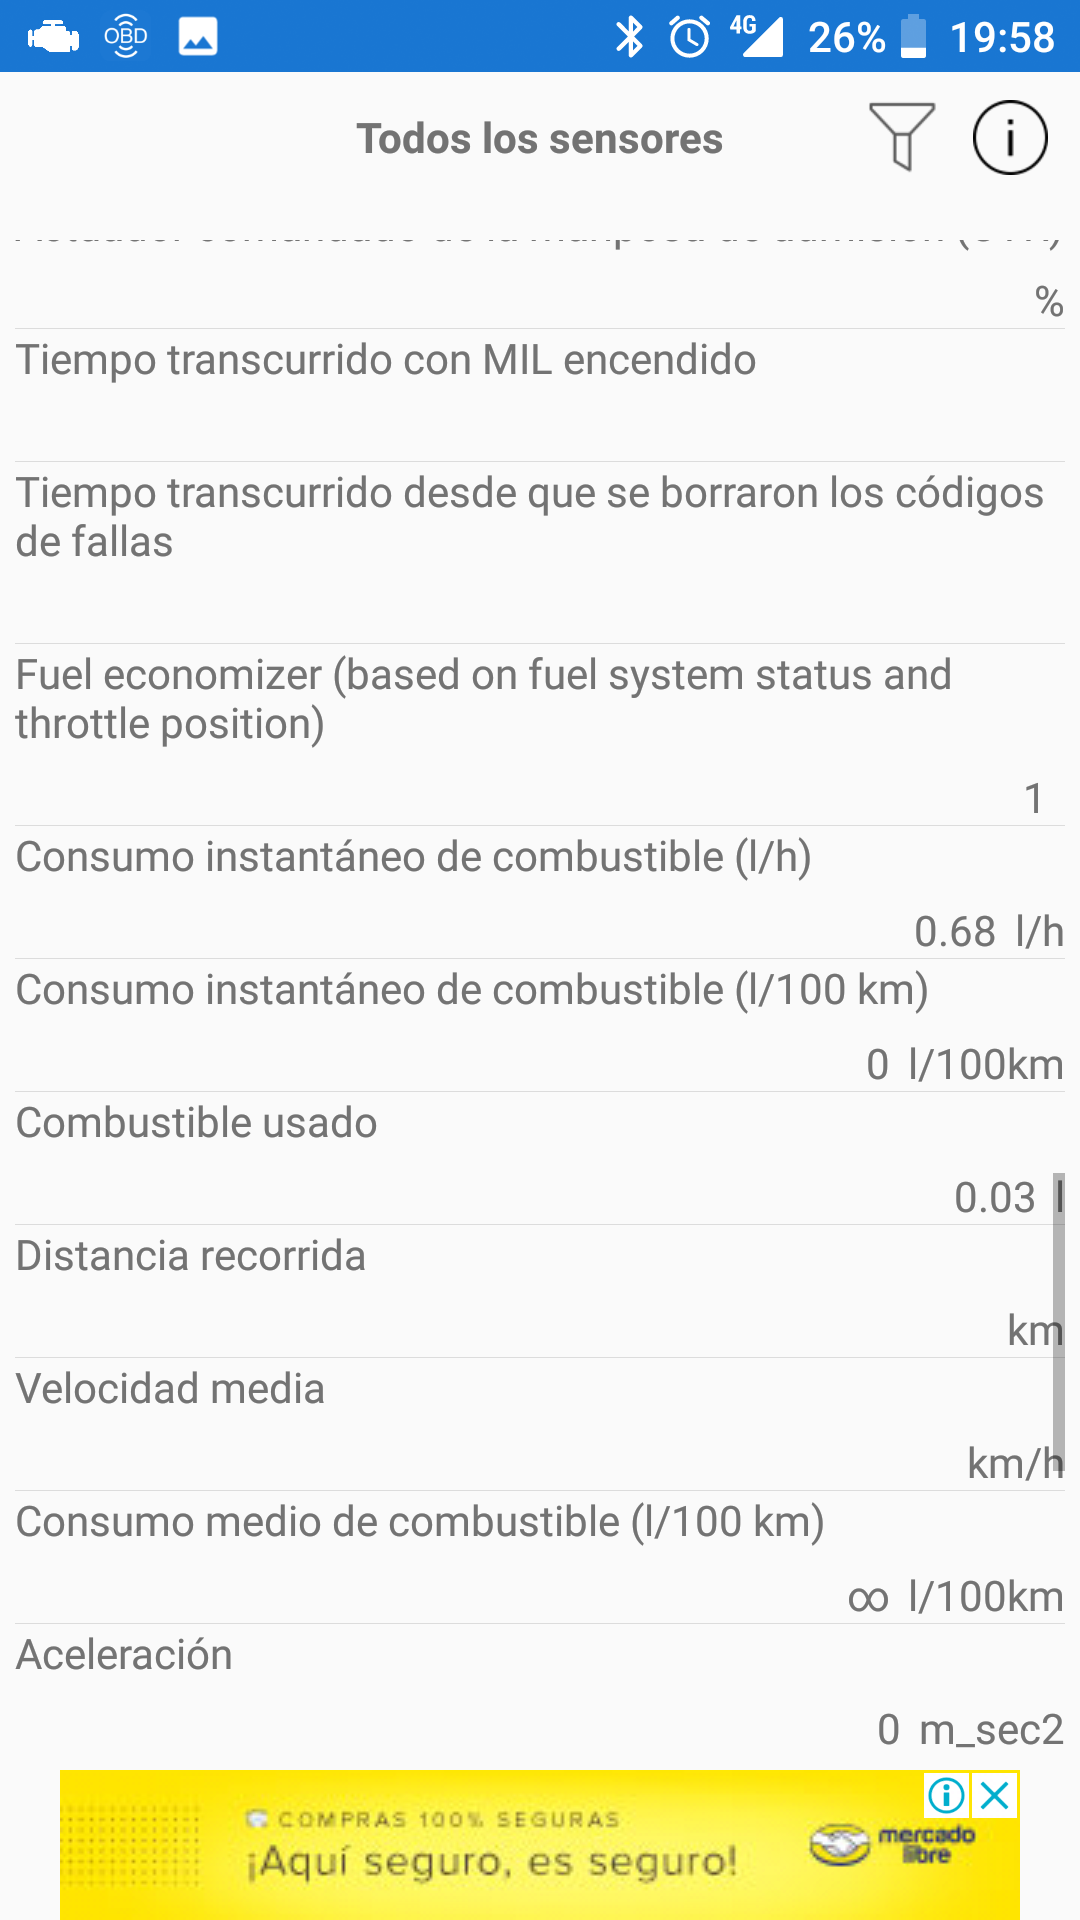 OBD 4G 26% 19:58
Todos los sensores
%
Tiempo transcurrido con MIL encendido
Tiempo transcurrido desde que se borraron los códigos
de fallas
Fuel economizer (based on fuel system status and
throttle position)
1
Consumo instantáneo de combustible (l/h)
0.68 l/h
Consumo instantáneo de combustible (l/100 km)
0 l/100km
Combustible usado
0.03 l
Distancia recorrida
km
Velocidad media
km/h
Consumo medio de combustible (l/100 km)
∞ l/100km
Aceleración
0 m_sec2
COMPRAS 100% SEGURAS
¡Aquí seguro, es seguro!
mercado
libre